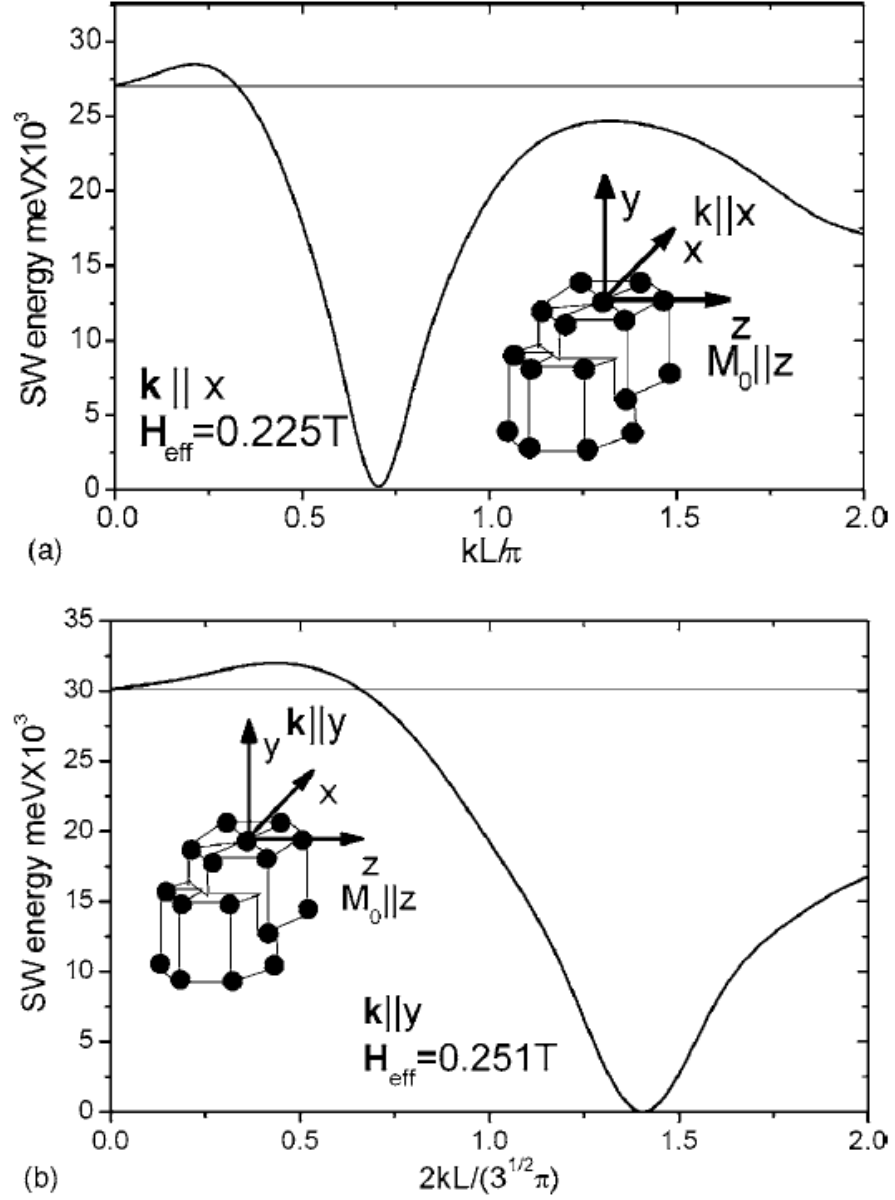 30
25
20
15
10
5
0
SW energy meVX10³
y
k||x
x
z
M₀||z
k || x
H_eff=0.225T
0.0 0.5 1.0 1.5 2.0
(a)
kL/π
35
30
25
20
15
10
5
0
SW energy meVX10³
k||y
y
x
z
M₀||z
k||y
H_eff=0.251T
0.0 0.5 1.0 1.5 2.0
(b)
2kL/(3^1/2π)